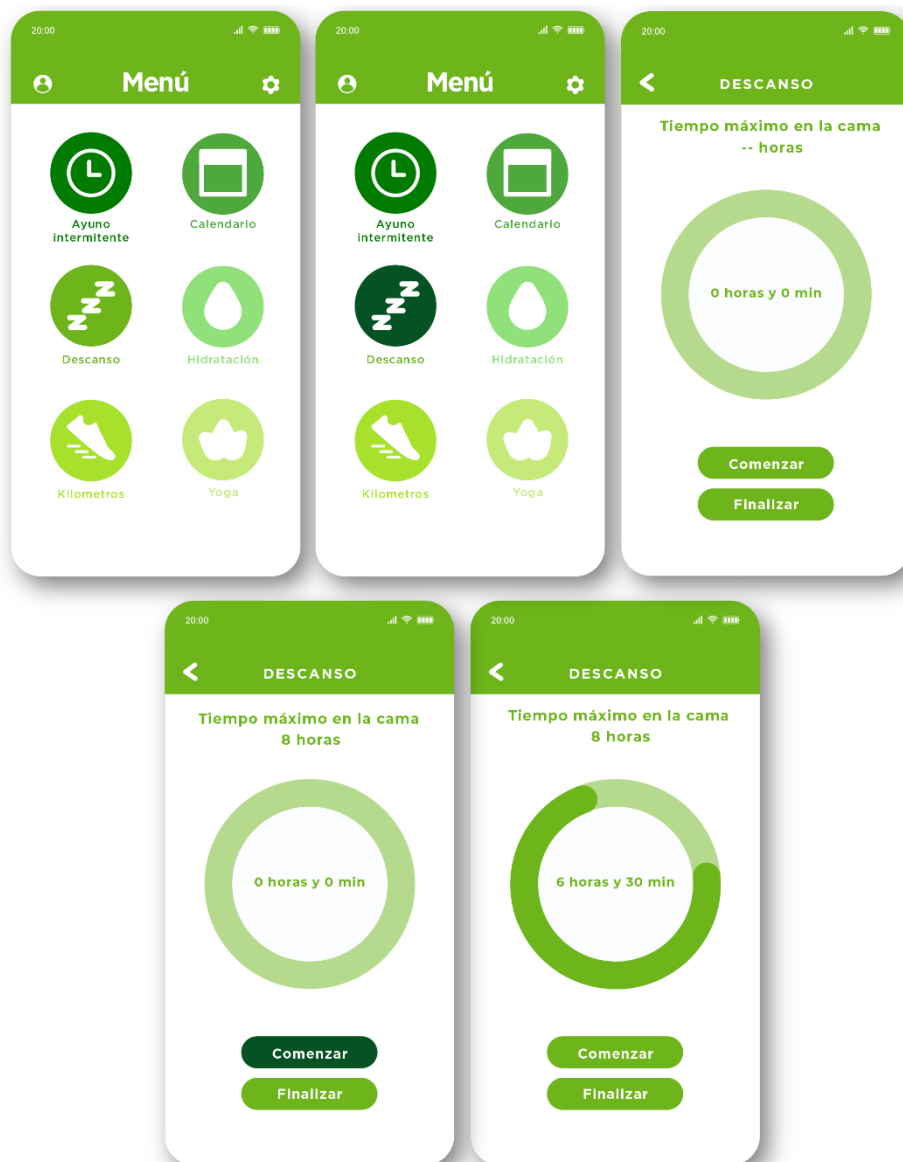 20:00
Menú
Ayuno
intermitente
Calendario
Descanso
Hidratación
Kilometros
Yoga
20:00
Menú
Ayuno
intermitente
Calendario
Descanso
Hidratación
Kilometros
Yoga
20:00
DESCANSO
Tiempo máximo en la cama
-- horas
0 horas y 0 min
Comenzar
Finalizar
20:00
DESCANSO
Tiempo máximo en la cama
8 horas
0 horas y 0 min
Comenzar
Finalizar
20:00
DESCANSO
Tiempo máximo en la cama
8 horas
6 horas y 30 min
Comenzar
Finalizar